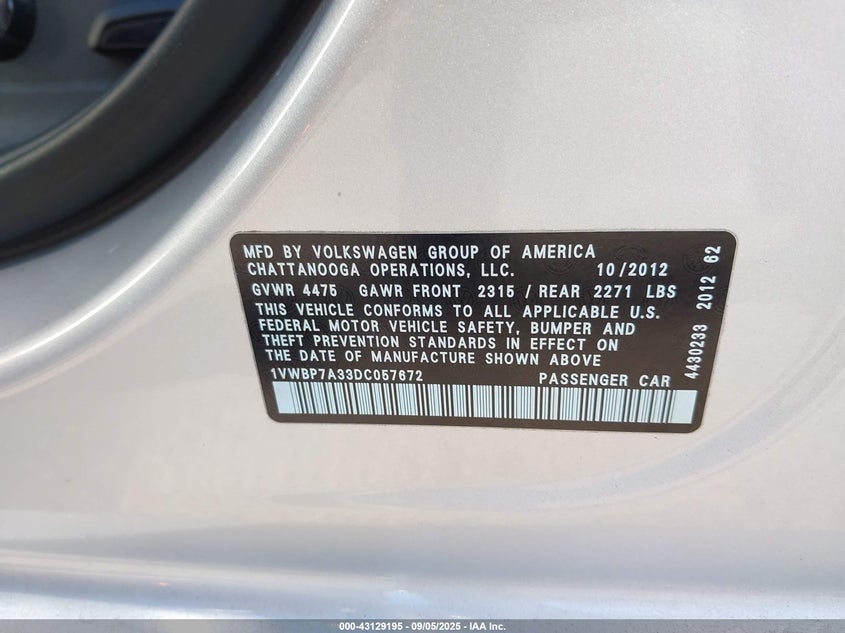 MFD BY VOLKSWAGEN GROUP OF AMERICA
CHATTANOOGA OPERATIONS, LLC. 10/2012
GVWR 4475 GAWR FRONT 2315 / REAR 2271 LBS
THIS VEHICLE CONFORMS TO ALL APPLICABLE U.S.
FEDERAL MOTOR VEHICLE SAFETY, BUMPER AND
THEFT PREVENTION STANDARDS IN EFFECT ON
THE DATE OF MANUFACTURE SHOWN ABOVE
1VWBP7A33DC057672 PASSENGER CAR
4430233 2012 62
000-43129195 - 09/05/2025 - IAA Inc.